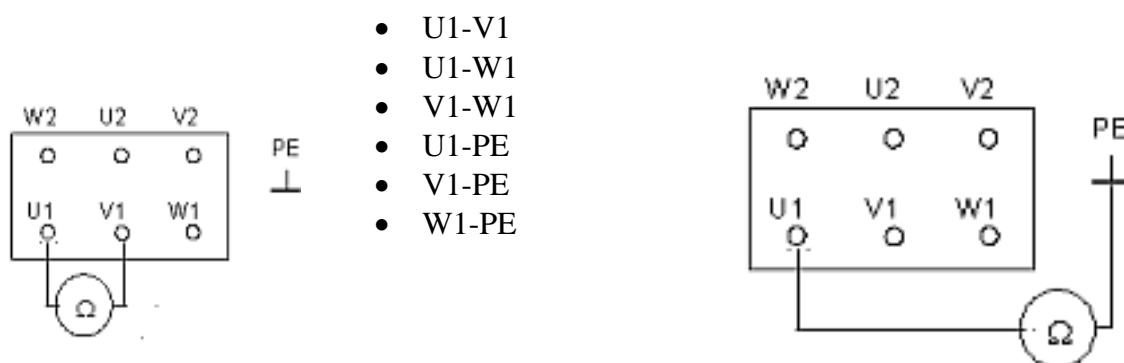 W2 U2 V2
PE
U1 V1 W1
Ω
• U1-V1
• U1-W1
• V1-W1
• U1-PE
• V1-PE
• W1-PE
W2 U2 V2
PE
U1 V1 W1
Ω